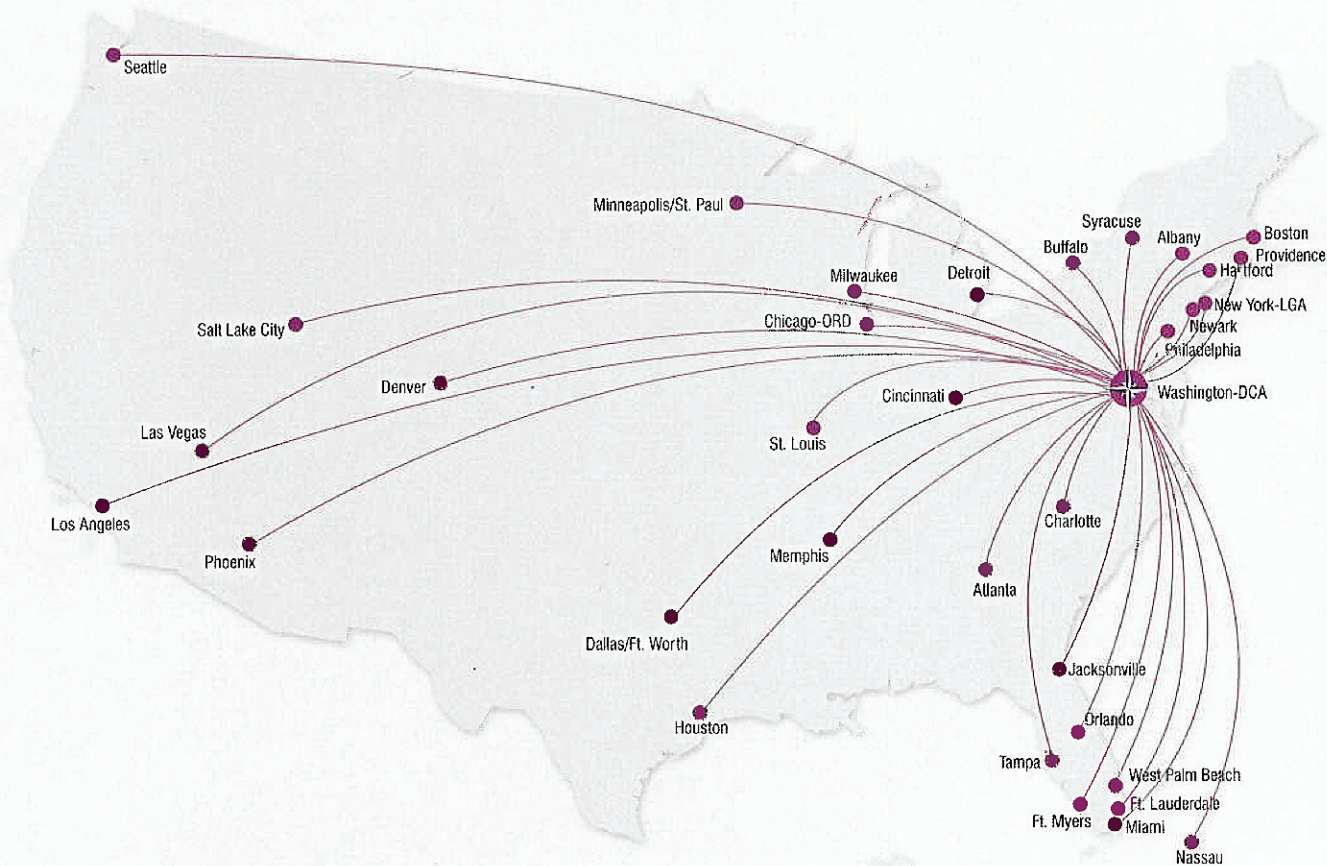 Seattle
Minneapolis/St. Paul
Syracuse
Albany
Boston
Buffalo
Providence
Hartford
Milwaukee
Detroit
New York-LGA
Salt Lake City
Chicago-ORD
Newark
Philadelphia
Denver
Cincinnati
Washington-DCA
Las Vegas
St. Louis
Los Angeles
Charlotte
Phoenix
Memphis
Atlanta
Dallas/Ft. Worth
Jacksonville
Houston
Orlando
Tampa
West Palm Beach
Ft. Lauderdale
Ft. Myers
Miami
Nassau